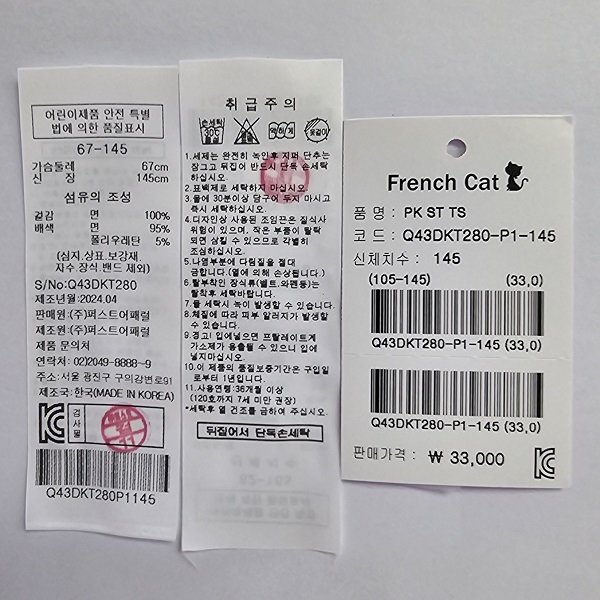 어린이제품 안전 특별
법에 의한 품질표시
67-145
가슴둘레 67cm
신 장 145cm
섬유의 조성
겉감 면 100%
배색 면 95%
폴리우레탄 5%
(심지.상표.보강재.
자수 장식.밴드 제외)
S/No:Q43DKT280
제조년월:2024.04
판매원:(주)퍼스트어패럴
제조원:(주)퍼스트어패럴
제품 문의처
연락처: 02)2049-8888~9
주소:서울 광진구 구의강변로91
제조국:한국(MADE IN KOREA)
검사필
Q43DKT280P1145
취급주의
손세탁
30℃
중성
약하게
옷걸이
1.세제는 완전히 녹인후 지퍼 단추는
잠그고 뒤집어 반드시 단독 손세탁
하십시요.
2.표백제로 세탁하지 마십시요.
3.물에 30분이상 담구어 두지 마시고
즉시 세탁하십시요.
4.디자인상 사용된 조임끈은 질식사
위험이 있으며, 작은 부품이 탈락
되면 삼킬 수 있으므로 각별히
조심하십시요.
5.나염부분에 다림질은 절대
금합니다.(열에 의해 손상됩니다.)
6.탈부착인 장식류(벨트,와펜등)는
탈착후 세탁바랍니다.
7.를 세탁시 녹이 발생할 수 있습니다.
8.체질에 따라 피부 알러지가 발생할
수 있습니다.
9.경고! 입에넣으면 프탈레이트계
가소제가 용출될 수 있으니 입에
넣지마십시요.
10.이 제품의 품질보증기간은 구입일
로부터 1년입니다.
11.사용연령:36개월 이상
(120호까지 7세 미만 권장)
*세탁후 열 건조를 금하여 주십시요.
뒤집어서 단독손세탁
French Cat
품 명 : PK ST TS
코 드 : Q43DKT280-P1-145
신체치수 : 145
(105-145) (33,0)
Q43DKT280-P1-145 (33,0)
Q43DKT280-P1-145 (33,0)
판매가격 : ₩ 33,000